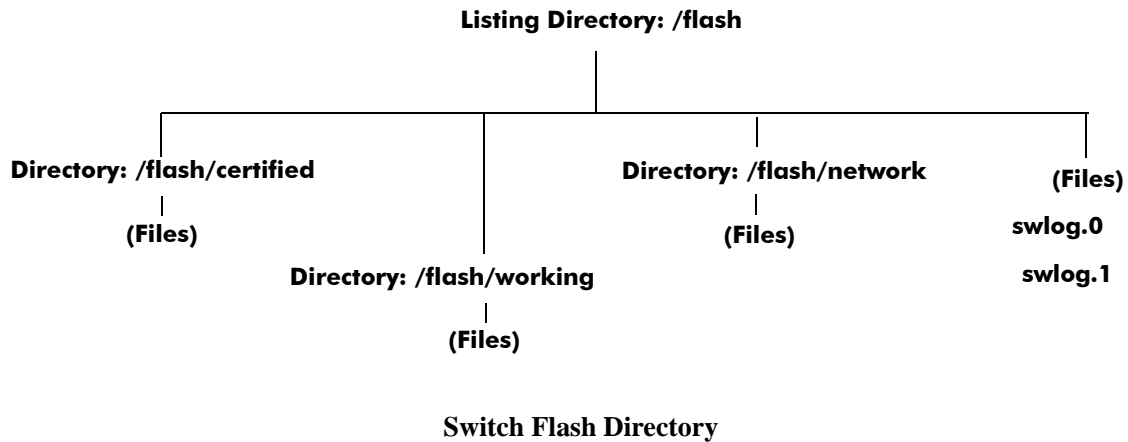 Listing Directory: /flash
Directory: /flash/certified
(Files)
Directory: /flash/working
(Files)
Directory: /flash/network
(Files)
(Files)
swlog.0
swlog.1
Switch Flash Directory